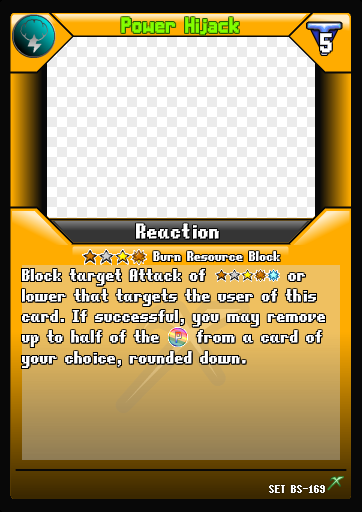 Power Hijack
5
Reaction
Burn Resource Block
Block target Attack of or
lower that targets the user of this
card. If successful, you may remove
up to half of the P from a card of
your choice, rounded down.
SET BS-169